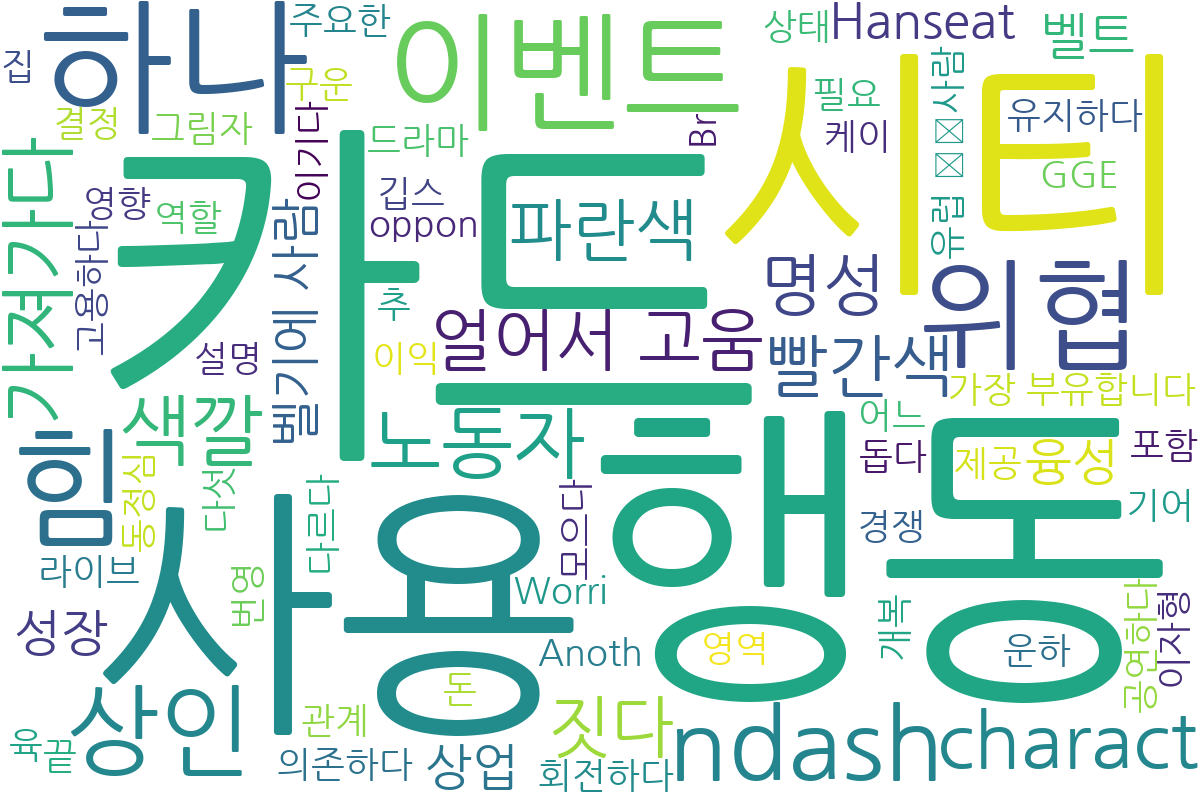 주요한
상태
Hanseat
벨트
하나
이벤트
시티
집
구운
필요
유럽
사람
결정
그림자
이기다
드라마
Br
케이
유지하다
가져가다
카드
영향
역할
깁스
oppon
파란색
GGE
고용하다
벨기에 사람
명성
위협
추
얻어서 고움
빨간색
설명
이익
가장 부유합니다
색깔
노동자
행동
어느
돕다
제공
융성
포함
힘
동정심
다섯
다르다
모으다
경쟁
기어
사용
라이브
번영
Worri
성장
Anoth
영역
개복
운하
공연하다
이자형
상인
돈
짓다
ndash
charact
관계
육끝
의존하다
상업
회전하다